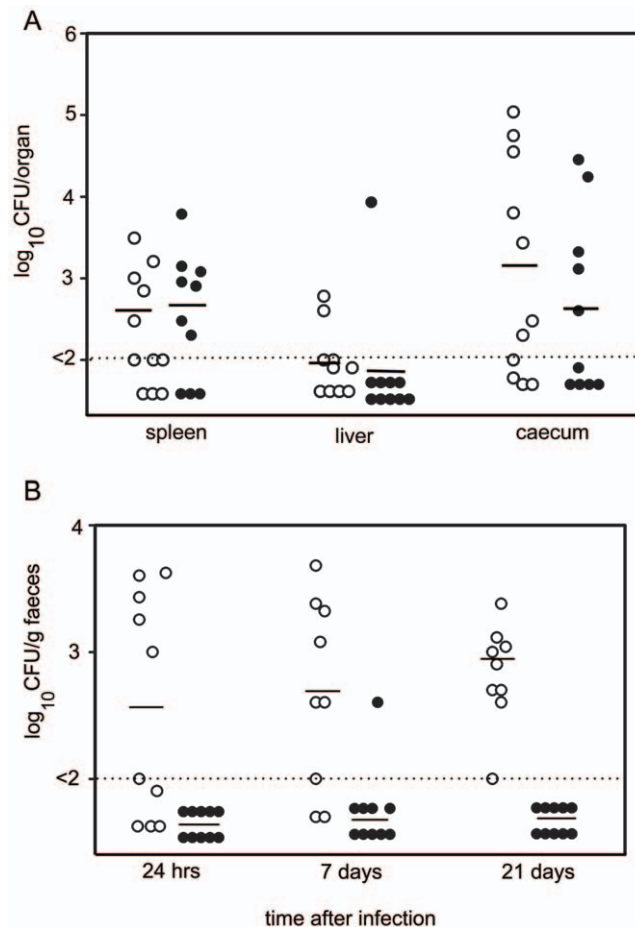 A
6
5
4
3
<2
log10CFU/organ
spleen liver caecum
B
4
3
<2
log10CFU/g faeces
24 hrs 7 days 21 days
time after infection